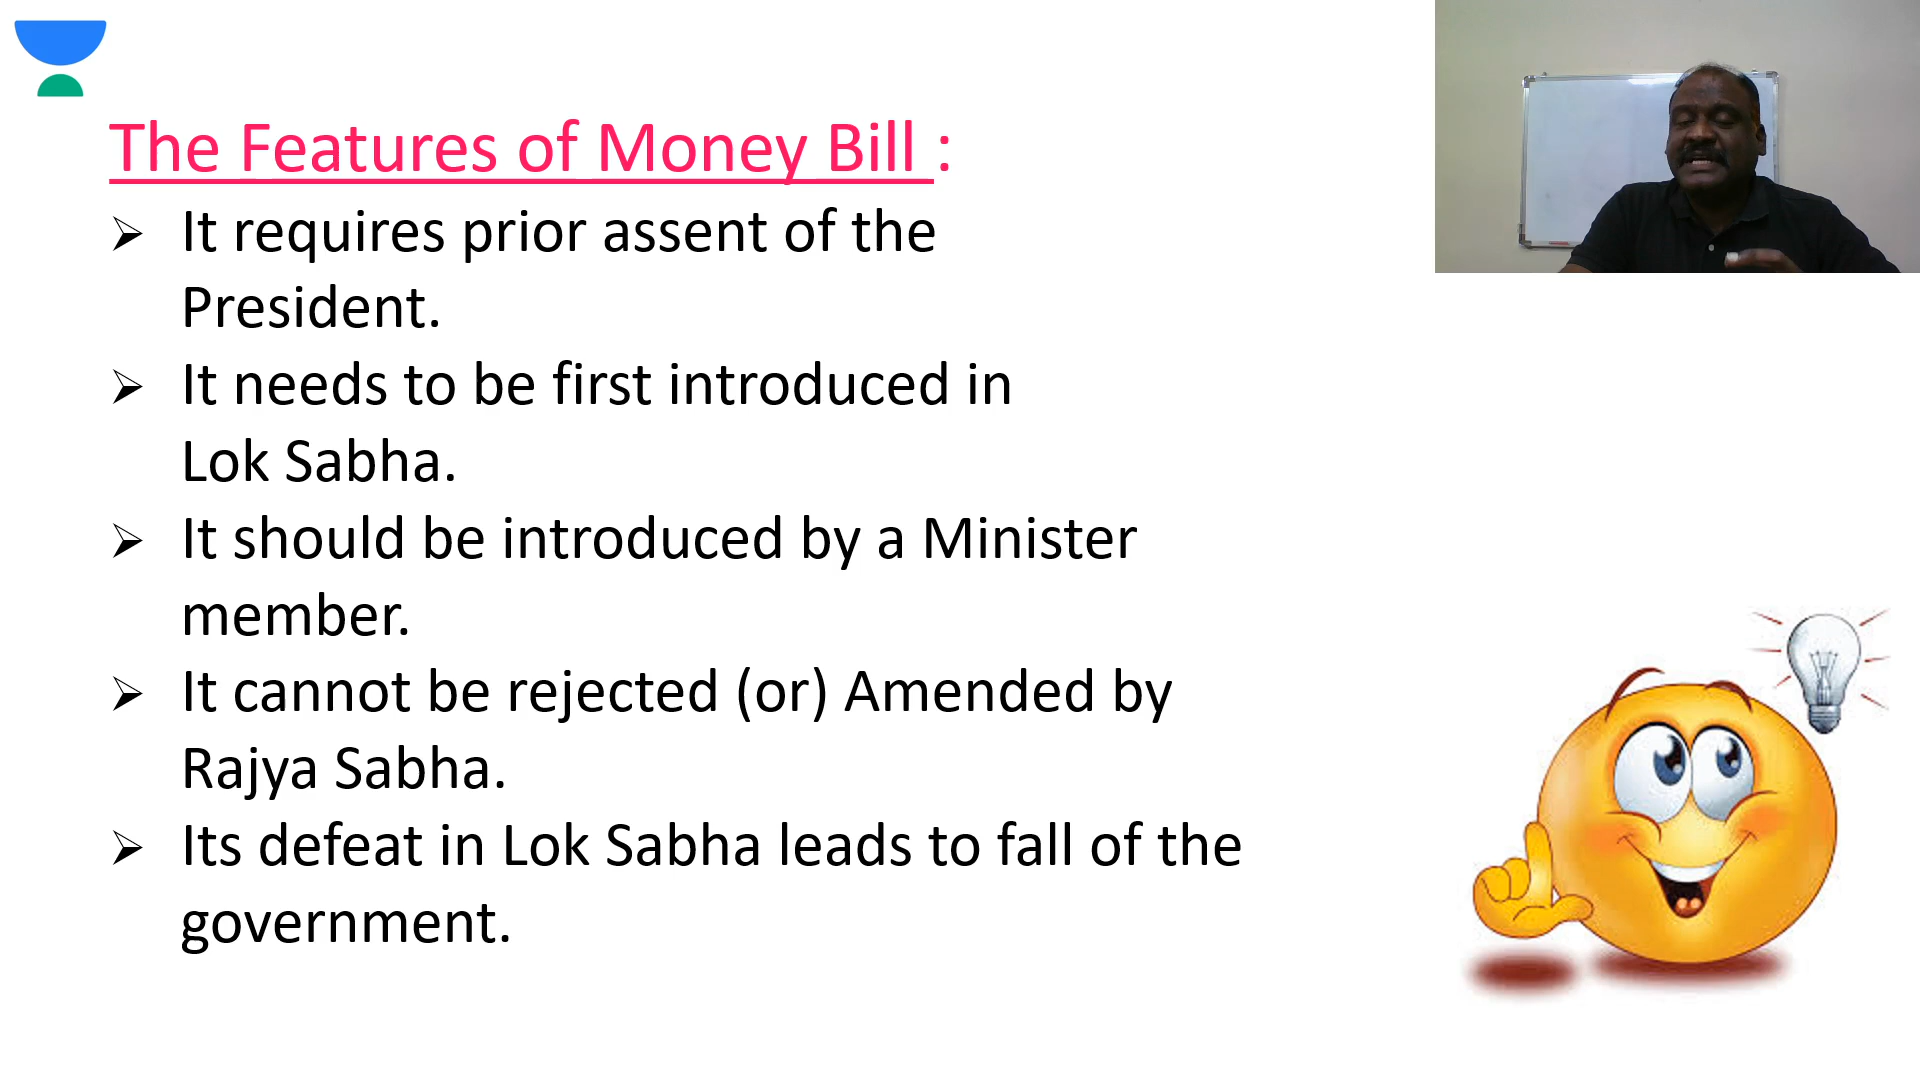 The Features of Money Bill :
➢ It requires prior assent of the
President.
➢ It needs to be first introduced in
Lok Sabha.
➢ It should be introduced by a Minister
member.
➢ It cannot be rejected (or) Amended by
Rajya Sabha.
➢ Its defeat in Lok Sabha leads to fall of the
government.